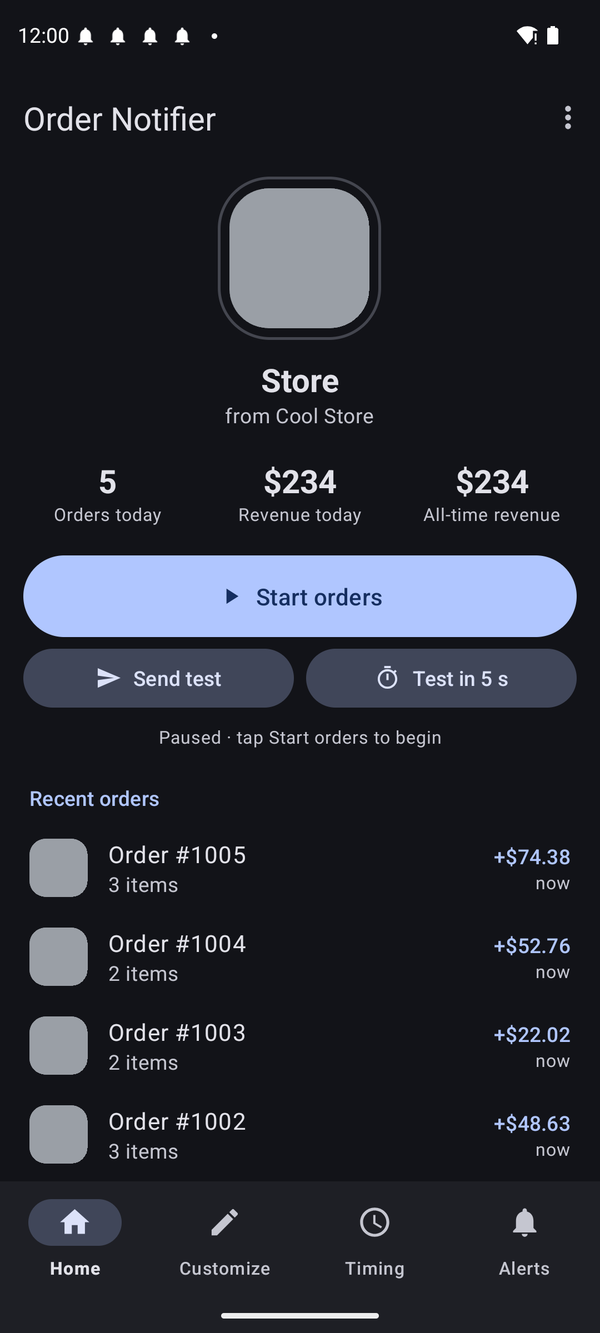 12:00
Order Notifier
Store
from Cool Store
5
Orders today
$234
Revenue today
$234
All-time revenue
Start orders
Send test
Test in 5 s
Paused · tap Start orders to begin
Recent orders
Order #1005
3 items
+$74.38
now
Order #1004
2 items
+$52.76
now
Order #1003
2 items
+$22.02
now
Order #1002
3 items
+$48.63
now
Home
Customize
Timing
Alerts